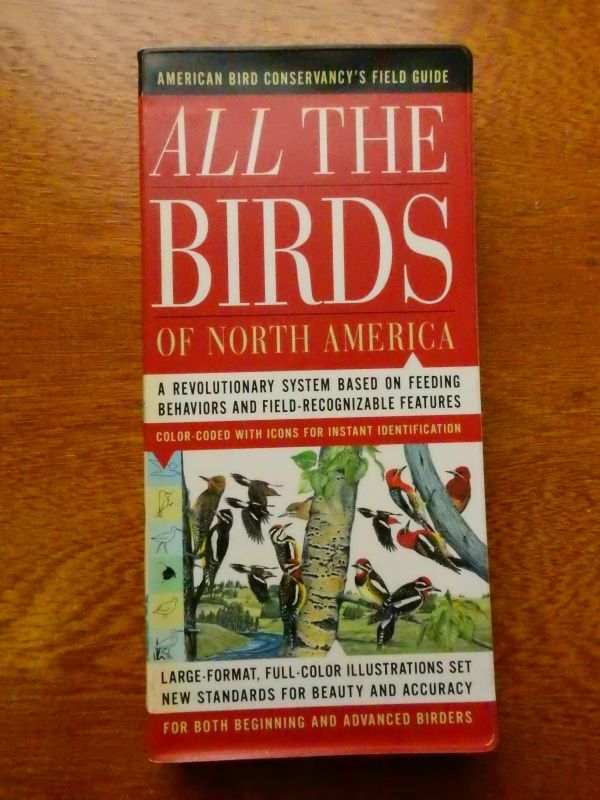 AMERICAN BIRD CONSERVANCY'S FIELD GUIDE
ALL THE
BIRDS
OF NORTH AMERICA
A REVOLUTIONARY SYSTEM BASED ON FEEDING
BEHAVIORS AND FIELD-RECOGNIZABLE FEATURES
COLOR-CODED WITH ICONS FOR INSTANT IDENTIFICATION
LARGE-FORMAT, FULL-COLOR ILLUSTRATIONS SET
NEW STANDARDS FOR BEAUTY AND ACCURACY
FOR BOTH BEGINNING AND ADVANCED BIRDERS